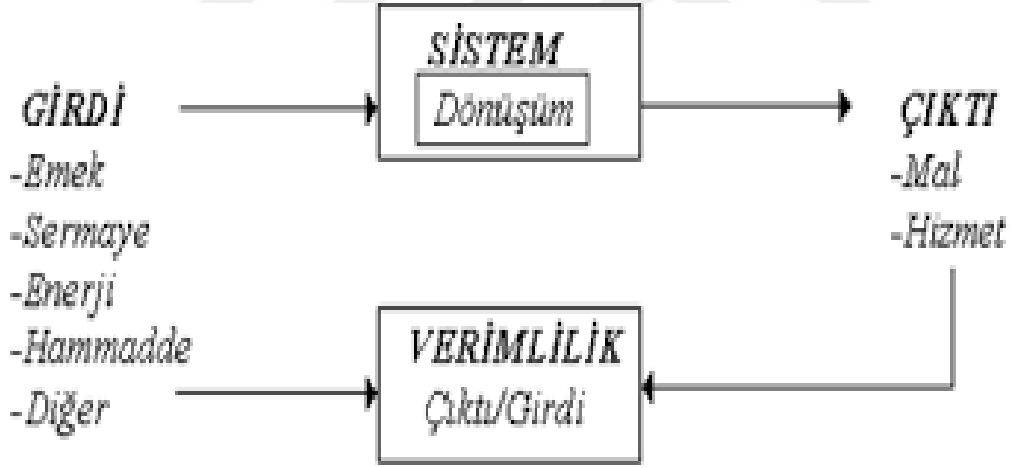 GİRDİ
-Emek
-Sermaye
-Enerji
-Hammadde
-Diğer
SİSTEM
Dönüşüm
ÇIKTI
-Mal
-Hizmet
VERİMLİLİK
Çıktı/Girdi